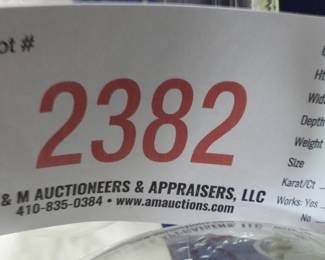 ot #
2382
& M AUCTIONEERS & APPRAISERS, LLC
410-835-0384 • www.amauctions.com
Ht
Wid
Depth
Weight
Size
Karat/Ct
Works: Yes
No